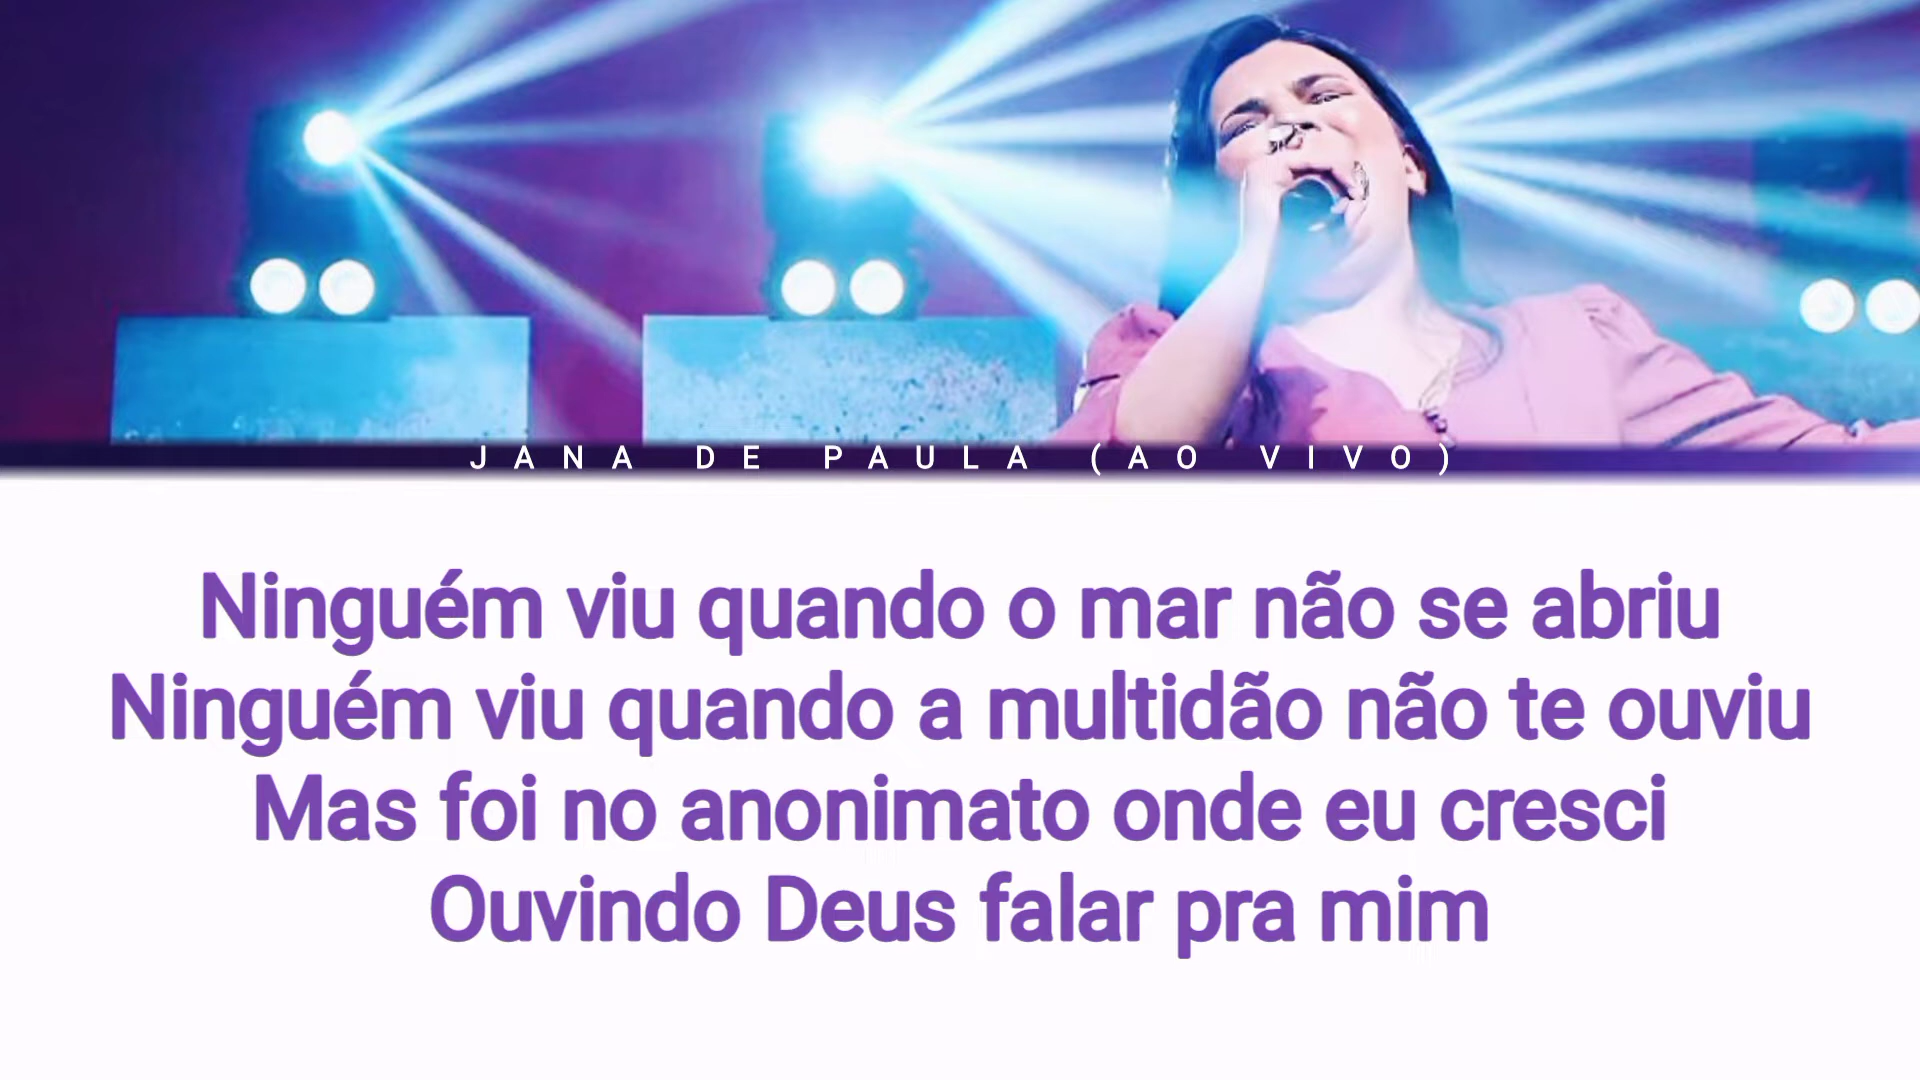 JANA DE PAULA (AO VIVO)
Ninguém viu quando o mar não se abriu
Ninguém viu quando a multidão não te ouviu
Mas foi no anonimato onde eu cresci
Ouvindo Deus falar pra mim